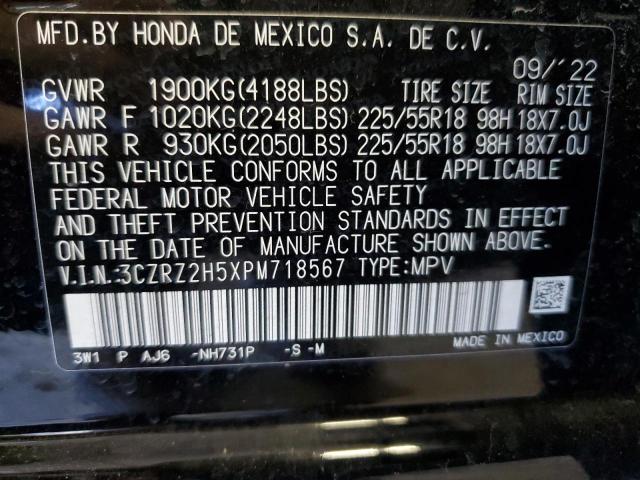 MFD.BY HONDA DE MEXICO S.A. DE C.V.
09/'22
GVWR 1900KG(4188LBS) TIRE SIZE RIM SIZE
GAWR F 1020KG(2248LBS) 225/55R18 98H 18X7.0J
GAWR R 930KG(2050LBS) 225/55R18 98H 18X7.0J
THIS VEHICLE CONFORMS TO ALL APPLICABLE
FEDERAL MOTOR VEHICLE SAFETY
AND THEFT PREVENTION STANDARDS IN EFFECT
ON THE DATE OF MANUFACTURE SHOWN ABOVE.
V.I.N.:3CZRZ2H5XPM718567 TYPE:MPV
3W1 P AJ6 -NH731P -S -M
MADE IN MEXICO